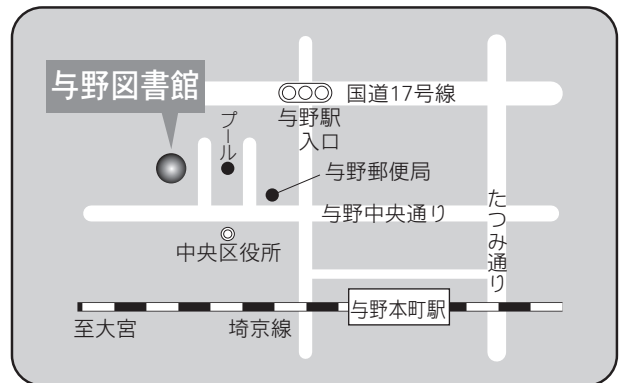 与野図書館
国道17号線
与野駅
入口
プール
与野郵便局
与野中央通り
たつみ通り
中央区役所
与野本町駅
至大宮
埼京線